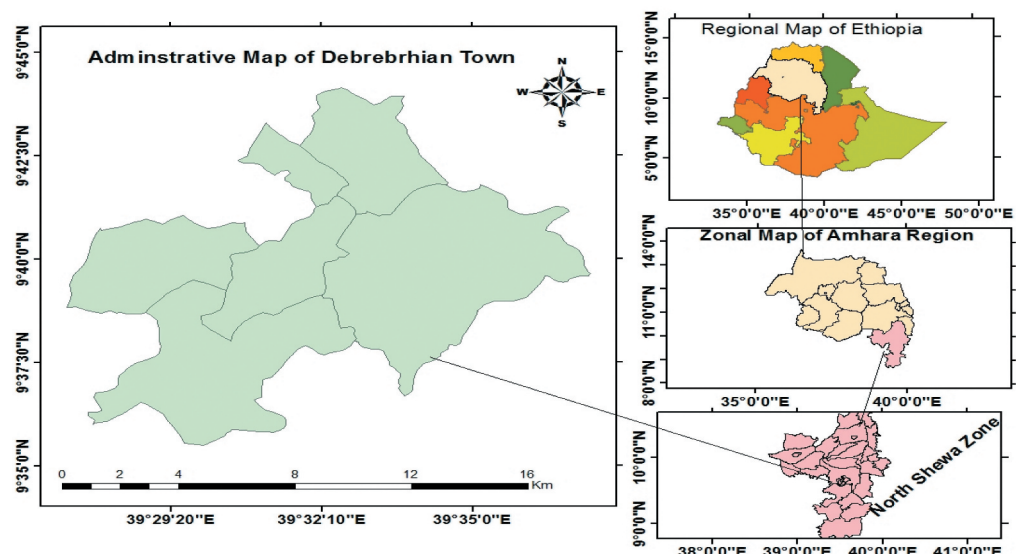 Adminstrative Map of Debrebrhian Town
N
W E
S
9°45'0"N
9°42'30"N
9°40'0"N
9°37'30"N
9°35'0"N
0 2 4 8 12 16
Km
39°29'20"E 39°32'10"E 39°35'0"E
Regional Map of Ethiopia
15°0'0"N
10°0'0"N
5°0'0"N
35°0'0"E 40°0'0"E 45°0'0"E 50°0'0"E
Zonal Map of Amhara Region
14°0'0"N
11°0'0"N
8°0'0"N
35°0'0"E 40°0'0"E
North Shewa Zone
10°0'0"N
9°0'0"N
38°0'0"E 39°0'0"E 40°0'0"E 41°0'0"E